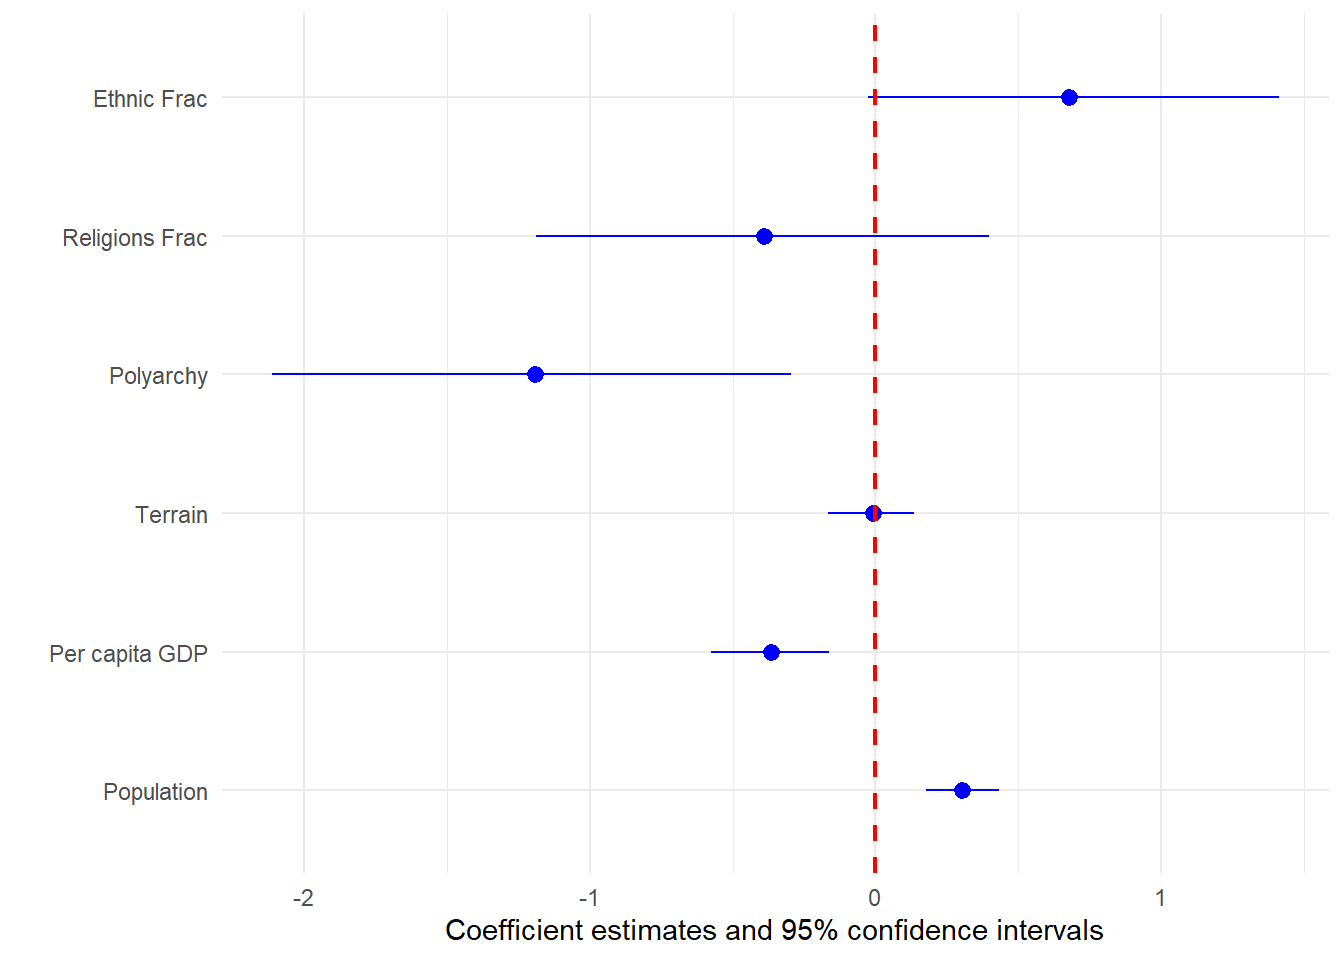 Ethnic Frac
Religions Frac
Polyarchy
Terrain
Per capita GDP
Population
-2 -1 0 1
Coefficient estimates and 95% confidence intervals